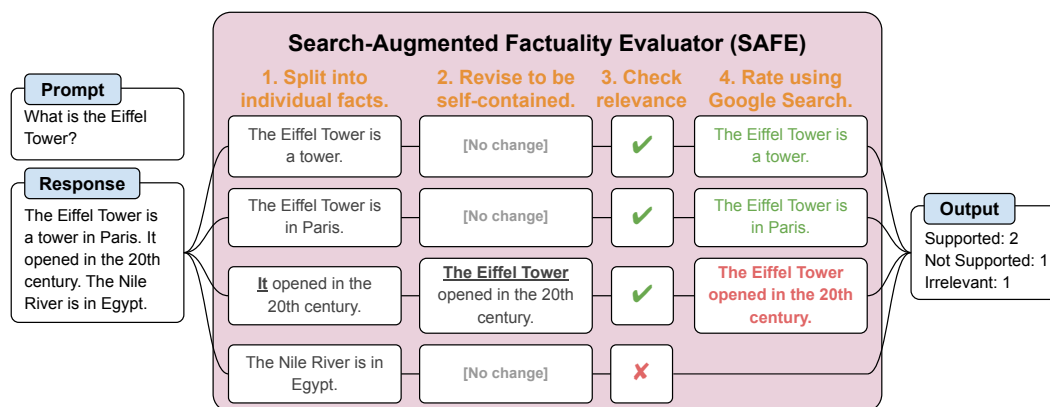 Search-Augmented Factuality Evaluator (SAFE)
Prompt
What is the Eiffel
Tower?
Response
The Eiffel Tower is
a tower in Paris. It
opened in the 20th
century. The Nile
River is in Egypt.
1. Split into
individual facts.
2. Revise to be
self-contained.
3. Check
relevance
4. Rate using
Google Search.
The Eiffel Tower is
a tower.
[No change]
✔
The Eiffel Tower is
a tower.
The Eiffel Tower is
in Paris.
[No change]
✔
The Eiffel Tower is
in Paris.
It opened in the
20th century.
The Eiffel Tower
opened in the 20th
century.
✔
The Eiffel Tower
opened in the 20th
century.
The Nile River is in
Egypt.
[No change]
✘
Output
Supported: 2
Not Supported: 1
Irrelevant: 1